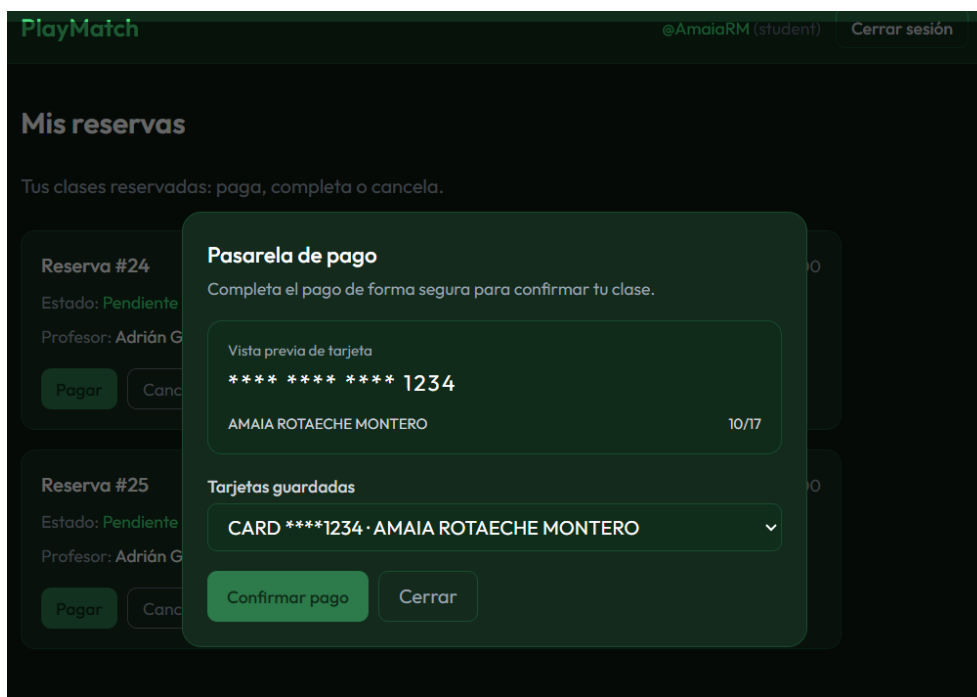 PlayMatch
@AmaiaRM (student) Cerrar sesión
Mis reservas
Tus clases reservadas: paga, completa o cancela.
Reserva #24
Estado: Pendiente
Profesor: Adrián G
Pagar Canc
Pasarela de pago
Completa el pago de forma segura para confirmar tu clase.
Vista previa de tarjeta
**** **** **** 1234
AMAIA ROTAECHE MONTERO 10/17
Tarjetas guardadas
CARD ****1234 · AMAIA ROTAECHE MONTERO
Confirmar pago Cerrar
Reserva #25
Estado: Pendiente
Profesor: Adrián G
Pagar Canc